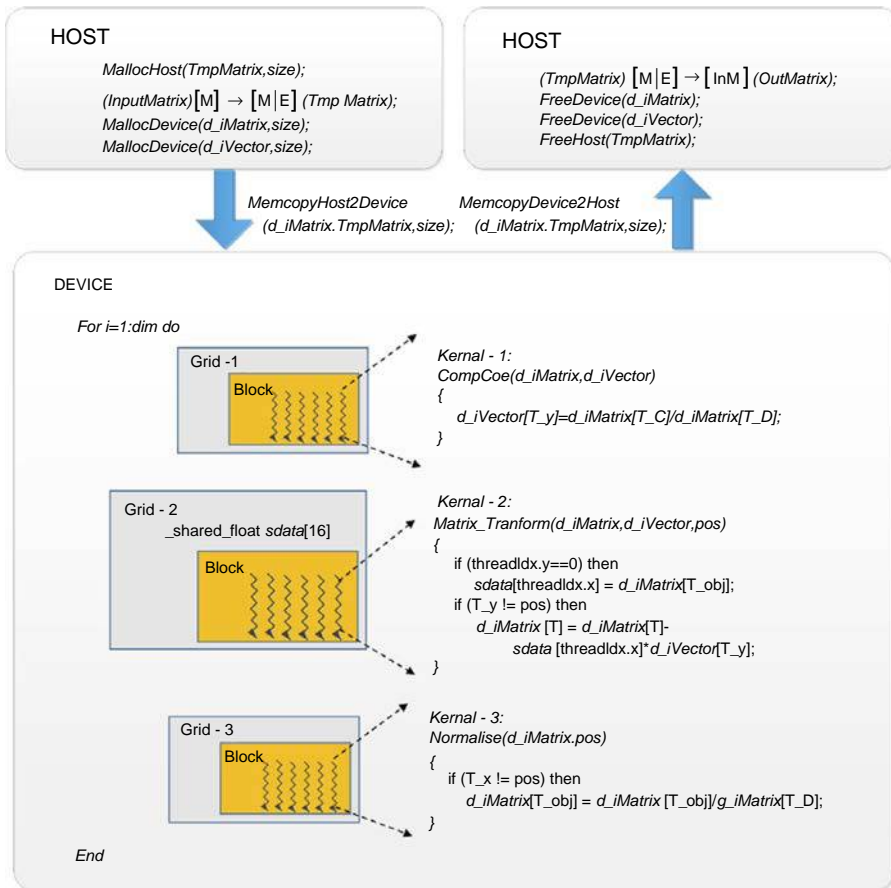 HOST
MallocHost(TmpMatrix,size);
(InputMatrix)[M] → [M|E] (Tmp Matrix);
MallocDevice(d_iMatrix,size);
MallocDevice(d_iVector,size);
HOST
(TmpMatrix) [M|E] → [InM] (OutMatrix);
FreeDevice(d_iMatrix);
FreeDevice(d_iVector);
FreeHost(TmpMatrix);
MemcopyHost2Device
(d_iMatrix.TmpMatrix,size);
MemcopyDevice2Host
(d_iMatrix.TmpMatrix,size);
DEVICE
For i=1:dim do
Grid -1
Block
Kernal - 1:
CompCoe(d_iMatrix,d_iVector)
{
d_iVector[T_y]=d_iMatrix[T_C]/d_iMatrix[T_D];
}
Grid - 2
_shared_float sdata[16]
Block
Kernal - 2:
Matrix_Tranform(d_iMatrix,d_iVector,pos)
{
if (threadIdx.y==0) then
sdata[threadIdx.x] = d_iMatrix[T_obj];
if (T_y != pos) then
d_iMatrix [T] = d_iMatrix[T]-
sdata [threadIdx.x]*d_iVector[T_y];
}
Grid - 3
Block
Kernal - 3:
Normalise(d_iMatrix.pos)
{
if (T_x != pos) then
d_iMatrix[T_obj] = d_iMatrix [T_obj]/g_iMatrix[T_D];
}
End